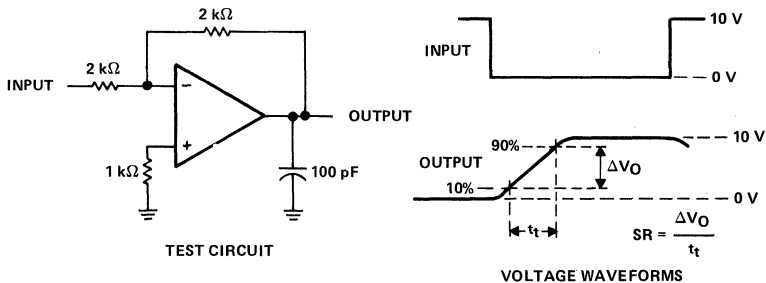 2 kΩ
2 kΩ
INPUT
−
+
OUTPUT
1 kΩ
100 pF
TEST CIRCUIT
10 V
INPUT
0 V
10 V
90%
OUTPUT
ΔVO
10%
0 V
tt
SR = ΔVO
tt
VOLTAGE WAVEFORMS